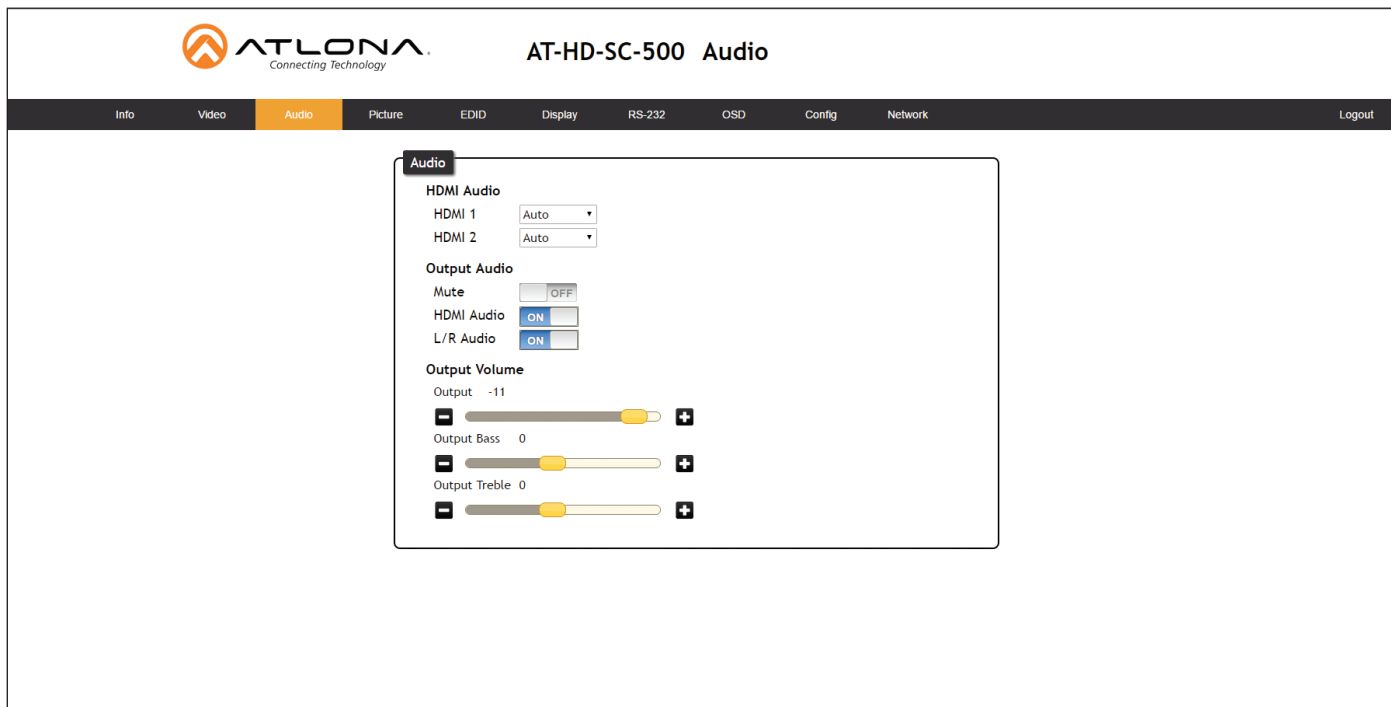 ATLONA.
Connecting Technology
AT-HD-SC-500 Audio
Info Video Audio Picture EDID Display RS-232 OSD Config Network Logout
Audio
HDMI Audio
HDMI 1 Auto
HDMI 2 Auto
Output Audio
Mute OFF
HDMI Audio ON
L/R Audio ON
Output Volume
Output -11
Output Bass 0
Output Treble 0